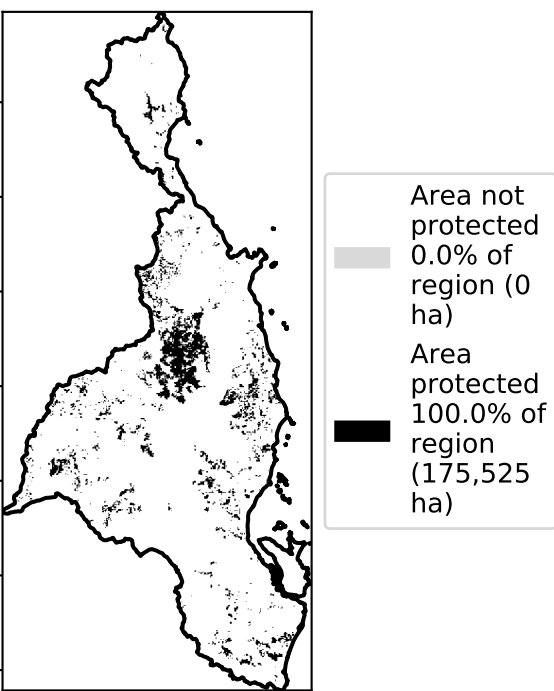 Area not
protected
0.0% of
region (0
ha)
Area
protected
100.0% of
region
(175,525
ha)